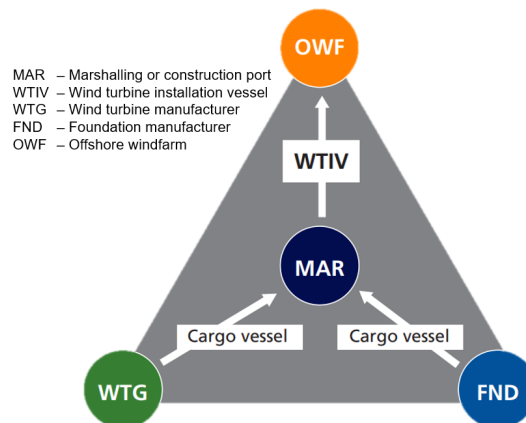 OWF
MAR – Marshalling or construction port
WTIV – Wind turbine installation vessel
WTG – Wind turbine manufacturer
FND – Foundation manufacturer
OWF – Offshore windfarm
WTIV
MAR
Cargo vessel
Cargo vessel
WTG
FND